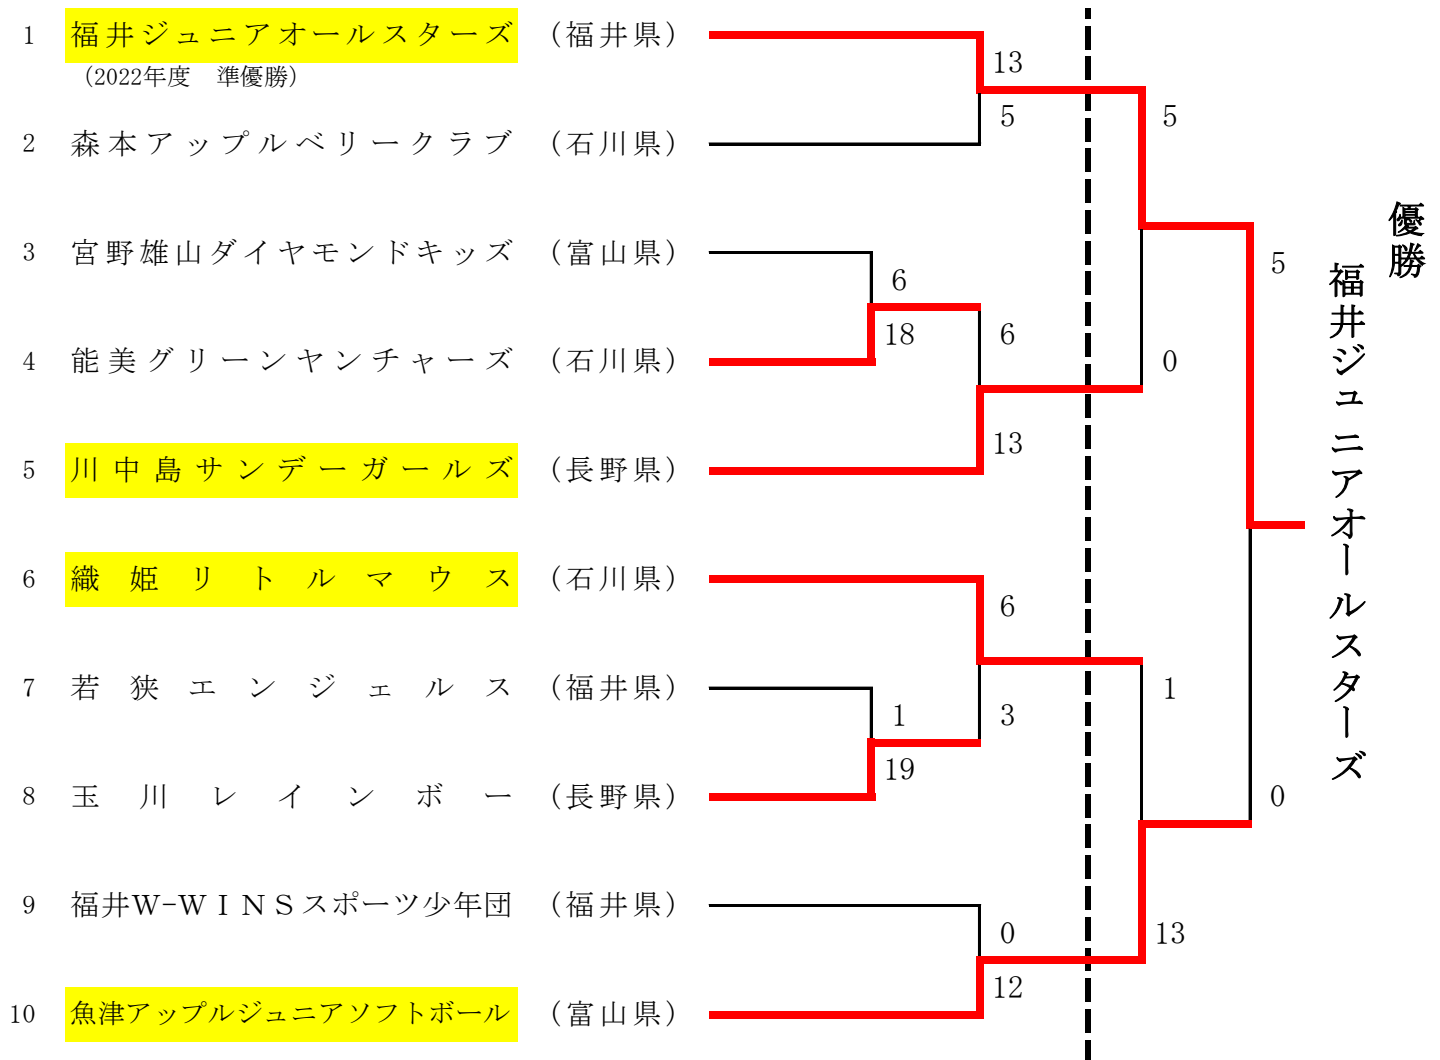 1 福井ジュニアオールスターズ （福井県）
（2022年度　準優勝）
2 森本アップルベリークラブ （石川県）
3 宮野雄山ダイヤモンドキッズ （富山県）
4 能美グリーンヤンチャーズ （石川県）
5 川中島サンデーガールズ （長野県）
6 織姫リトルマウス （石川県）
7 若狭エンジェルス （福井県）
8 玉川レインボー （長野県）
9 福井W-WINSスポーツ少年団 （福井県）
10 魚津アップルジュニアソフトボール （富山県）
13
5
6
18
6
13
6
1
19
3
0
12
5
0
1
13
5
0
優勝
福井ジュニアオールスターズ